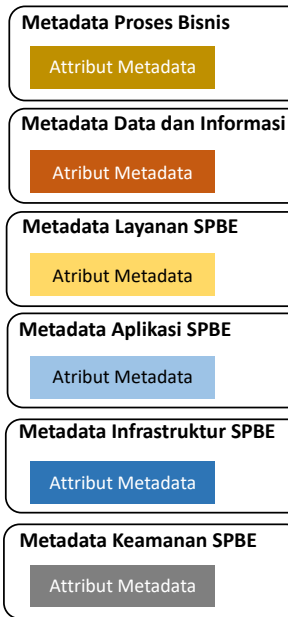 Metadata Proses Bisnis
Attribut Metadata
Metadata Data dan Informasi
Atribut Metadata
Metadata Layanan SPBE
Atribut Metadata
Metadata Aplikasi SPBE
Atribut Metadata
Metadata Infrastruktur SPBE
Attribut Metadata
Metadata Keamanan SPBE
Attribut Metadata